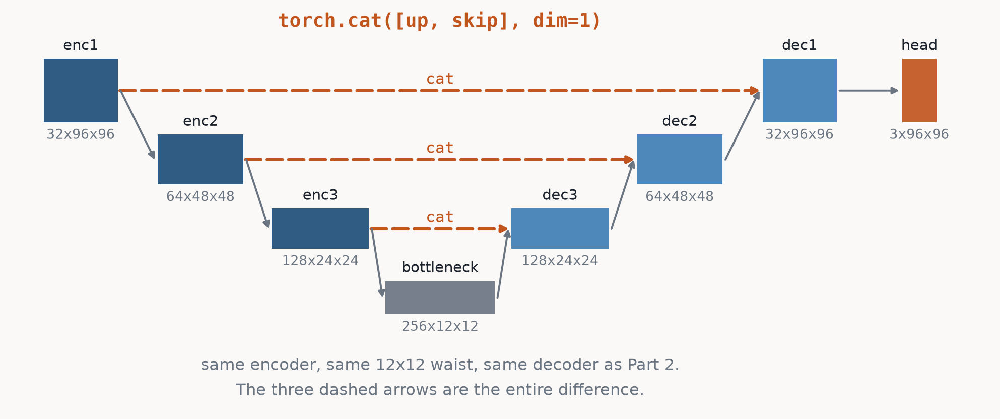 torch.cat([up, skip], dim=1)
enc1
dec1
head
cat
32x96x96
32x96x96
3x96x96
enc2
dec2
cat
64x48x48
64x48x48
enc3
dec3
cat
128x24x24
128x24x24
bottleneck
256x12x12
same encoder, same 12x12 waist, same decoder as Part 2.
The three dashed arrows are the entire difference.